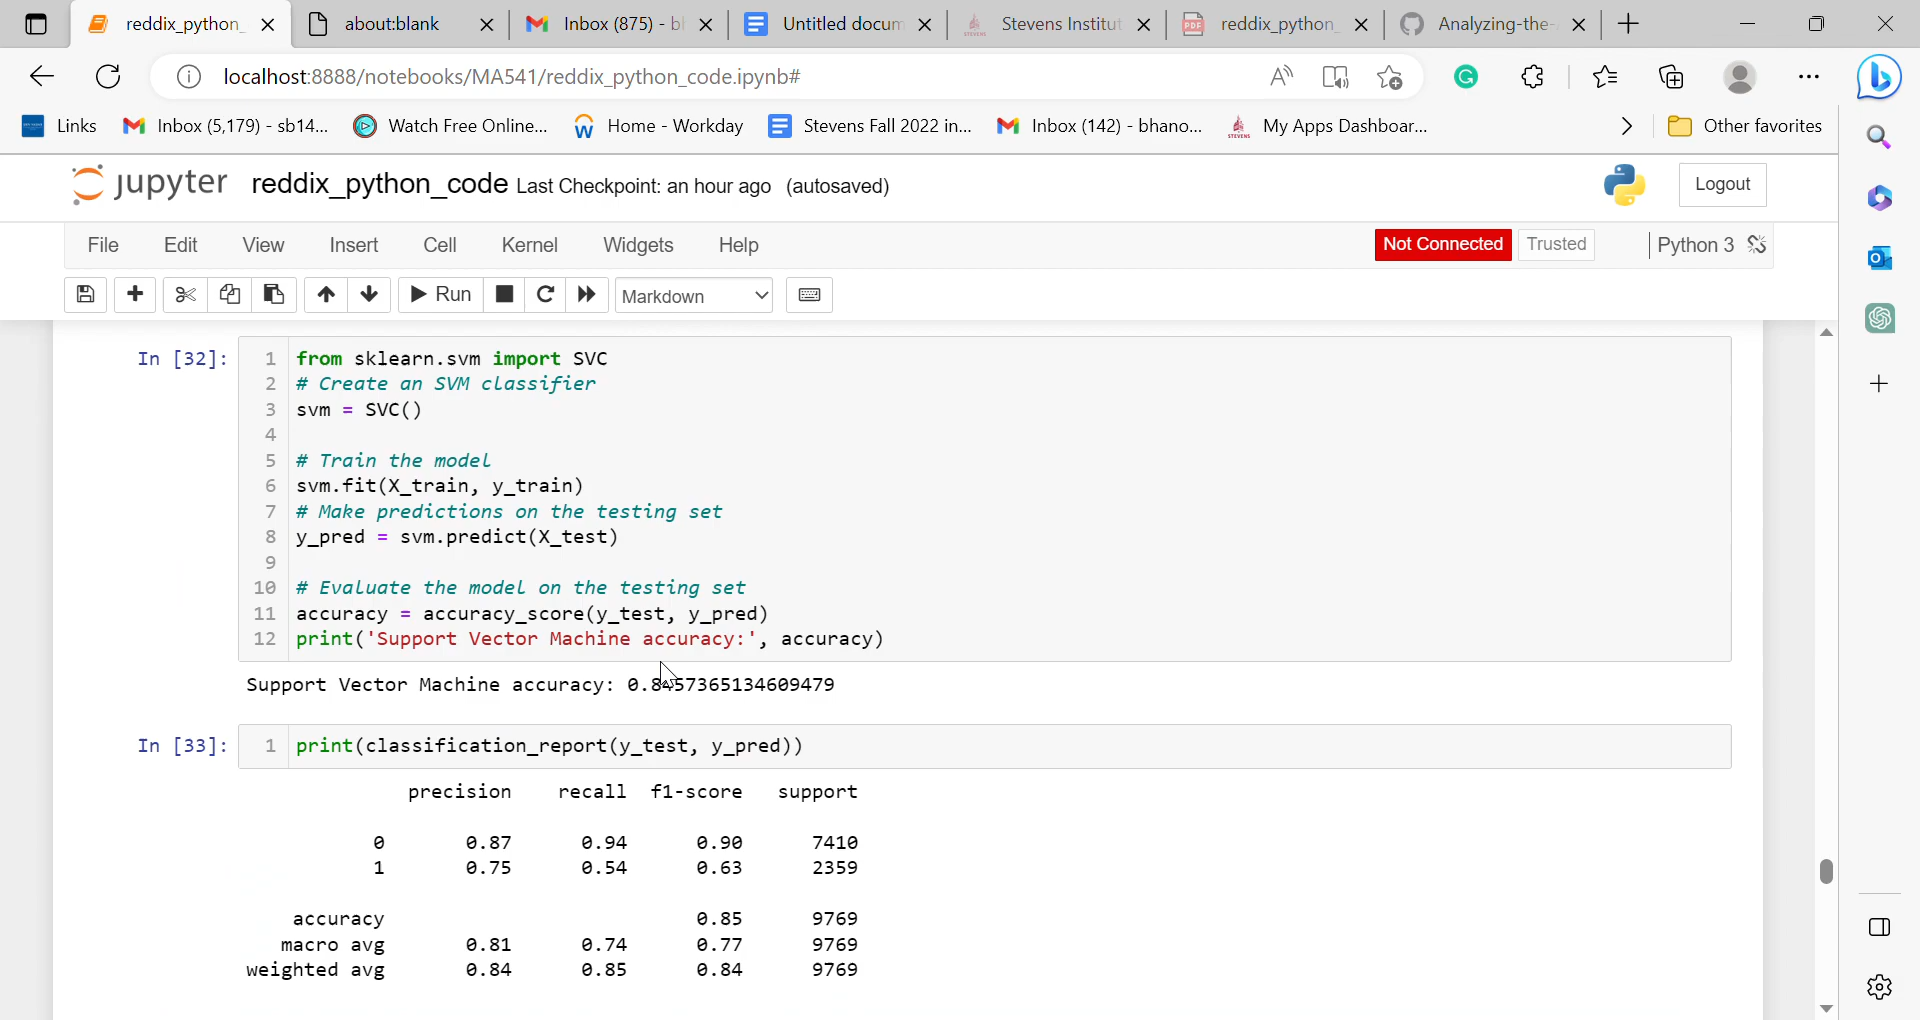 reddix_python_
about:blank
Inbox (875) - bl
Untitled docum
Stevens Institut
PDF
reddix_python_
Analyzing-the-
localhost:8888/notebooks/MA541/reddix_python_code.ipynb#
Links
Inbox (5,179) - sb14...
Watch Free Online...
Home - Workday
Stevens Fall 2022 in...
Inbox (142) - bhano...
My Apps Dashboar...
Other favorites
jupyter
reddix_python_code Last Checkpoint: an hour ago (autosaved)
Logout
File Edit View Insert Cell Kernel Widgets Help
Not Connected
Trusted
Python 3
Run
Markdown
In [32]:
1 from sklearn.svm import SVC
2 # Create an SVM classifier
3 svm = SVC()
4
5 # Train the model
6 svm.fit(X_train, y_train)
7 # Make predictions on the testing set
8 y_pred = svm.predict(X_test)
9
10 # Evaluate the model on the testing set
11 accuracy = accuracy_score(y_test, y_pred)
12 print('Support Vector Machine accuracy:', accuracy)
Support Vector Machine accuracy: 0.8457365134609479
In [33]:
1 print(classification_report(y_test, y_pred))
precision recall f1-score support
0 0.87 0.94 0.90 7410
1 0.75 0.54 0.63 2359
accuracy 0.85 9769
macro avg 0.81 0.74 0.77 9769
weighted avg 0.84 0.85 0.84 9769